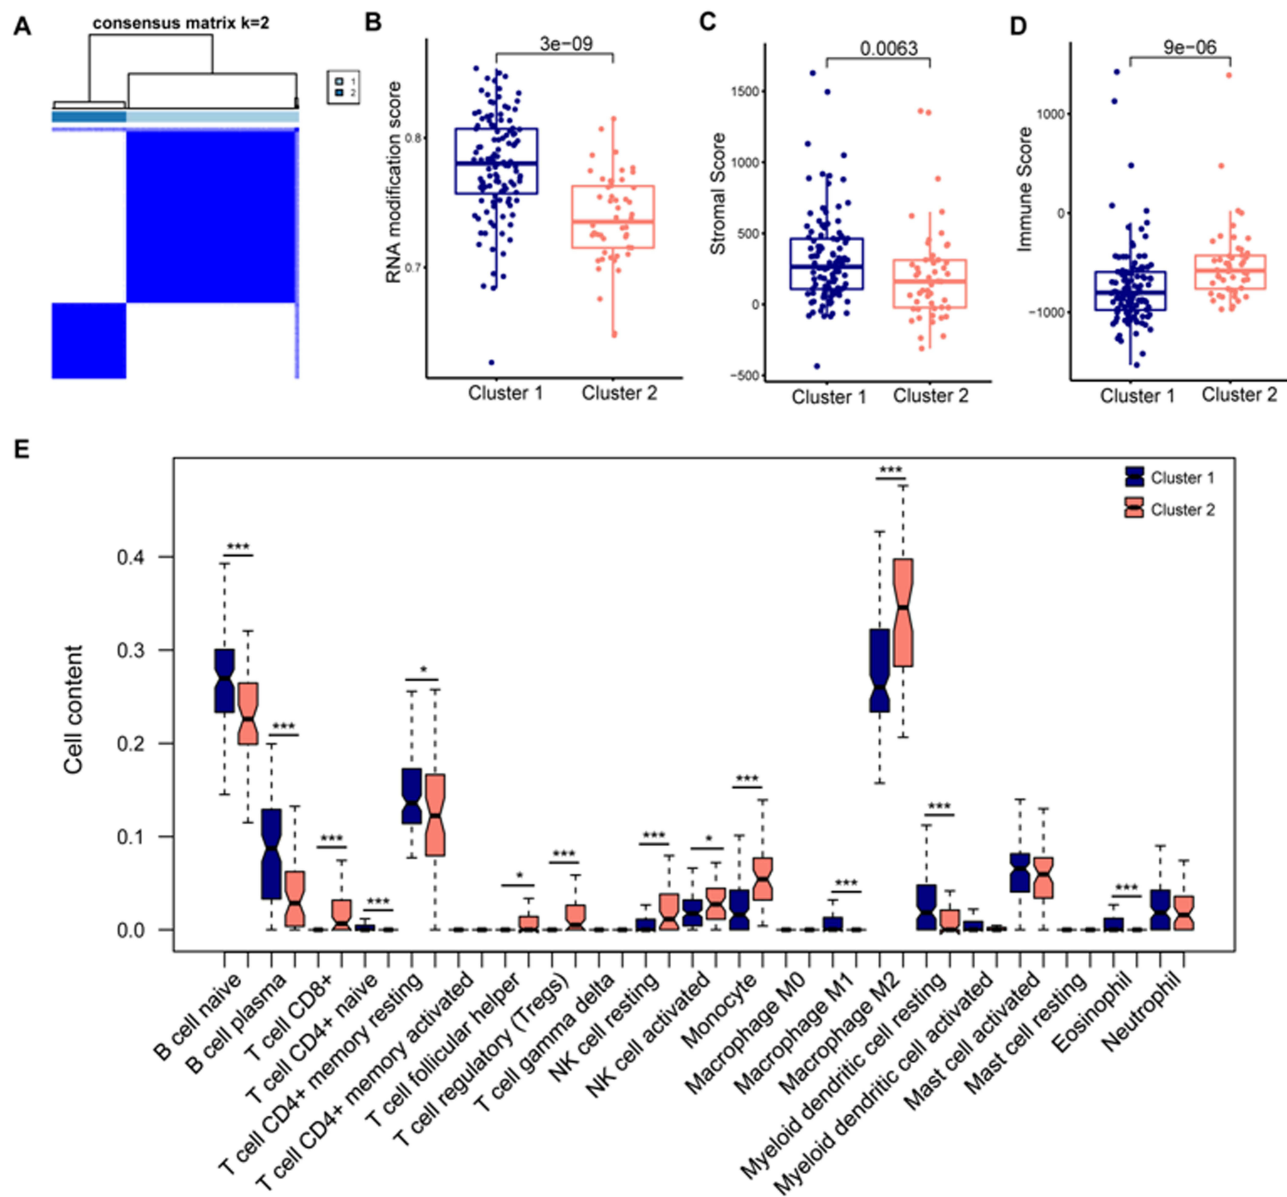 A
consensus matrix k=2
1
2
B
3e−09
RNA modification score
0.8
0.7
Cluster 1
Cluster 2
C
0.0063
Stromal Score
1500
1000
500
0
−500
Cluster 1
Cluster 2
D
9e−06
Immune Score
1000
0
−1000
Cluster 1
Cluster 2
E
Cluster 1
Cluster 2
Cell content
0.4
0.3
0.2
0.1
0.0
***
***
***
***
*
*
***
***
*
***
***
***
***
***
B cell naive
B cell plasma
T cell CD8+
T cell CD4+ naive
T cell CD4+ memory resting
T cell CD4+ memory activated
T cell follicular helper
T cell regulatory (Tregs)
T cell gamma delta
NK cell resting
NK cell activated
Monocyte
Macrophage M0
Macrophage M1
Macrophage M2
Myeloid dendritic cell resting
Myeloid dendritic cell activated
Mast cell activated
Mast cell resting
Eosinophil
Neutrophil